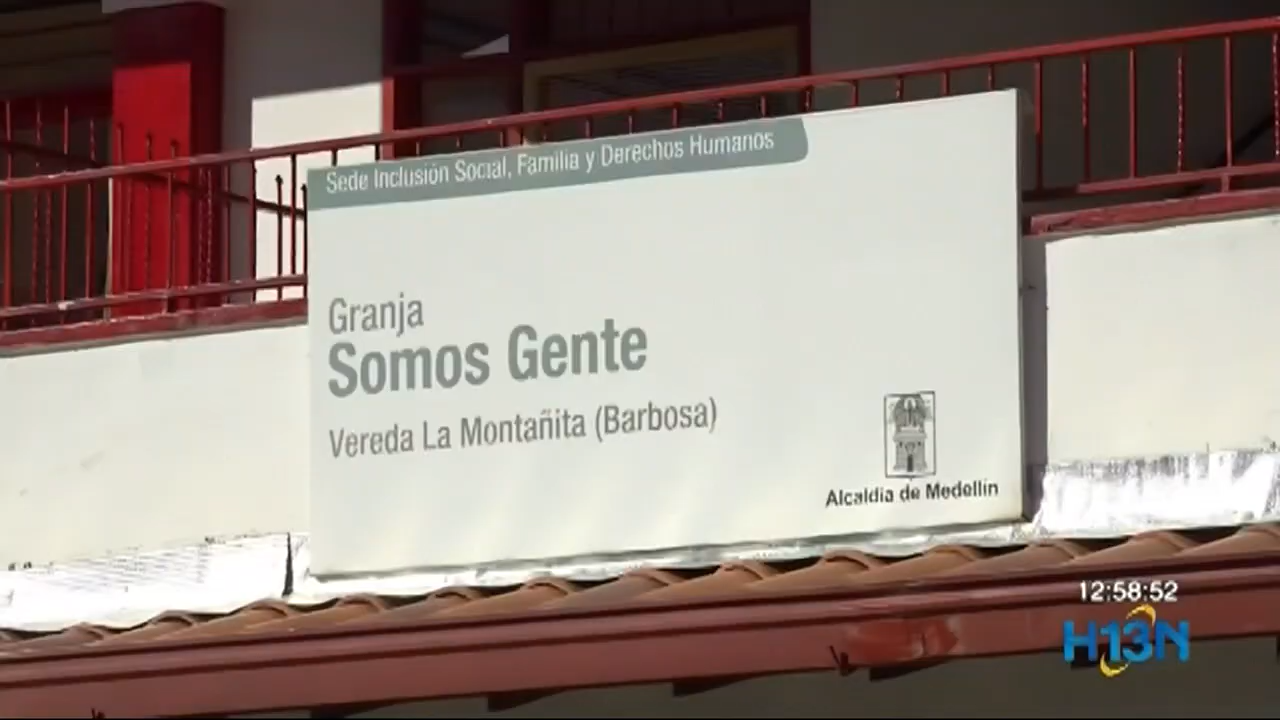 Sede Inclusión Social, Familia y Derechos Humanos
Granja
Somos Gente
Vereda La Montañita (Barbosa)
Alcaldía de Medellín
12:58:52
H13N